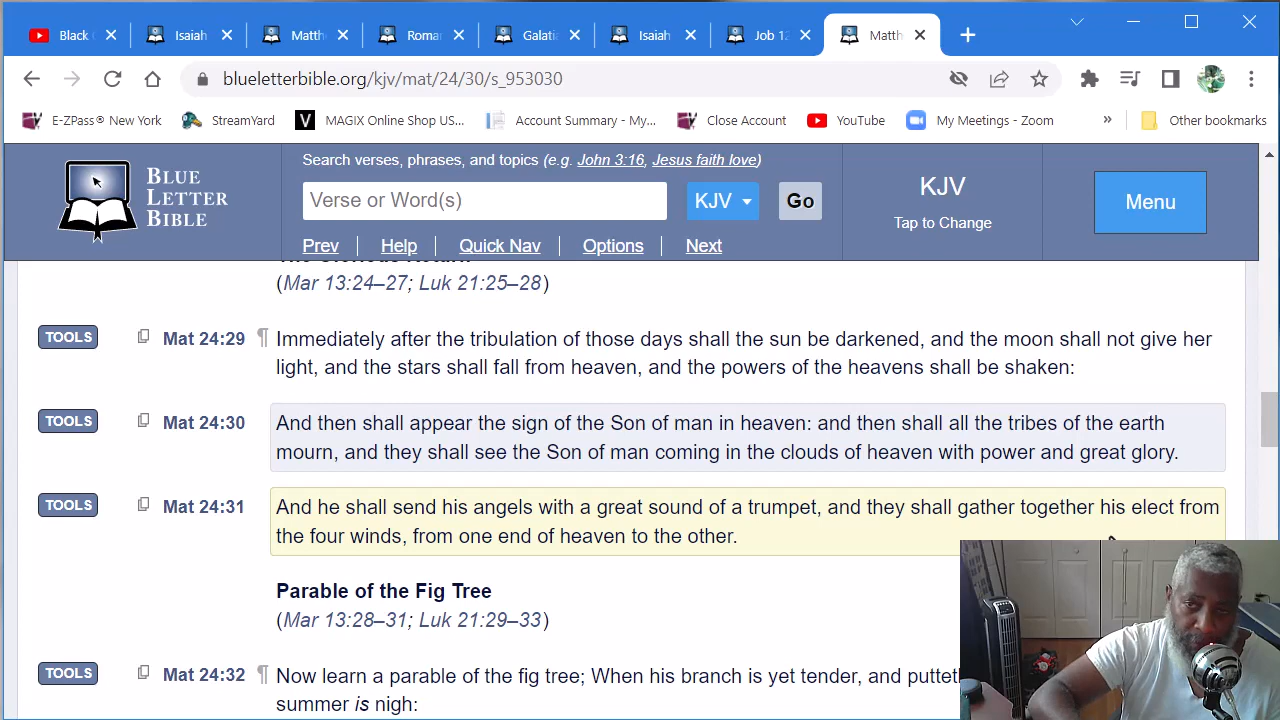 Black
Isaiah
Matth
Roma
Galati
Isaiah
Job 12
Matth
blueletterbible.org/kjv/mat/24/30/s_953030
E-ZPass® New York
StreamYard
MAGIX Online Shop US...
Account Summary - My...
Close Account
YouTube
My Meetings - Zoom
»
Other bookmarks
BLUE
LETTER
BIBLE
Search verses, phrases, and topics (e.g. John 3:16, Jesus faith love)
Verse or Word(s)
KJV
Go
Prev | Help | Quick Nav | Options | Next
KJV
Tap to Change
Menu
(Mar 13:24–27; Luk 21:25–28)
TOOLS Mat 24:29 ¶ Immediately after the tribulation of those days shall the sun be darkened, and the moon shall not give her
light, and the stars shall fall from heaven, and the powers of the heavens shall be shaken:
TOOLS Mat 24:30 And then shall appear the sign of the Son of man in heaven: and then shall all the tribes of the earth
mourn, and they shall see the Son of man coming in the clouds of heaven with power and great glory.
TOOLS Mat 24:31 And he shall send his angels with a great sound of a trumpet, and they shall gather together his elect from
the four winds, from one end of heaven to the other.
Parable of the Fig Tree
(Mar 13:28–31; Luk 21:29–33)
TOOLS Mat 24:32 ¶ Now learn a parable of the fig tree; When his branch is yet tender, and puttet
summer is nigh: